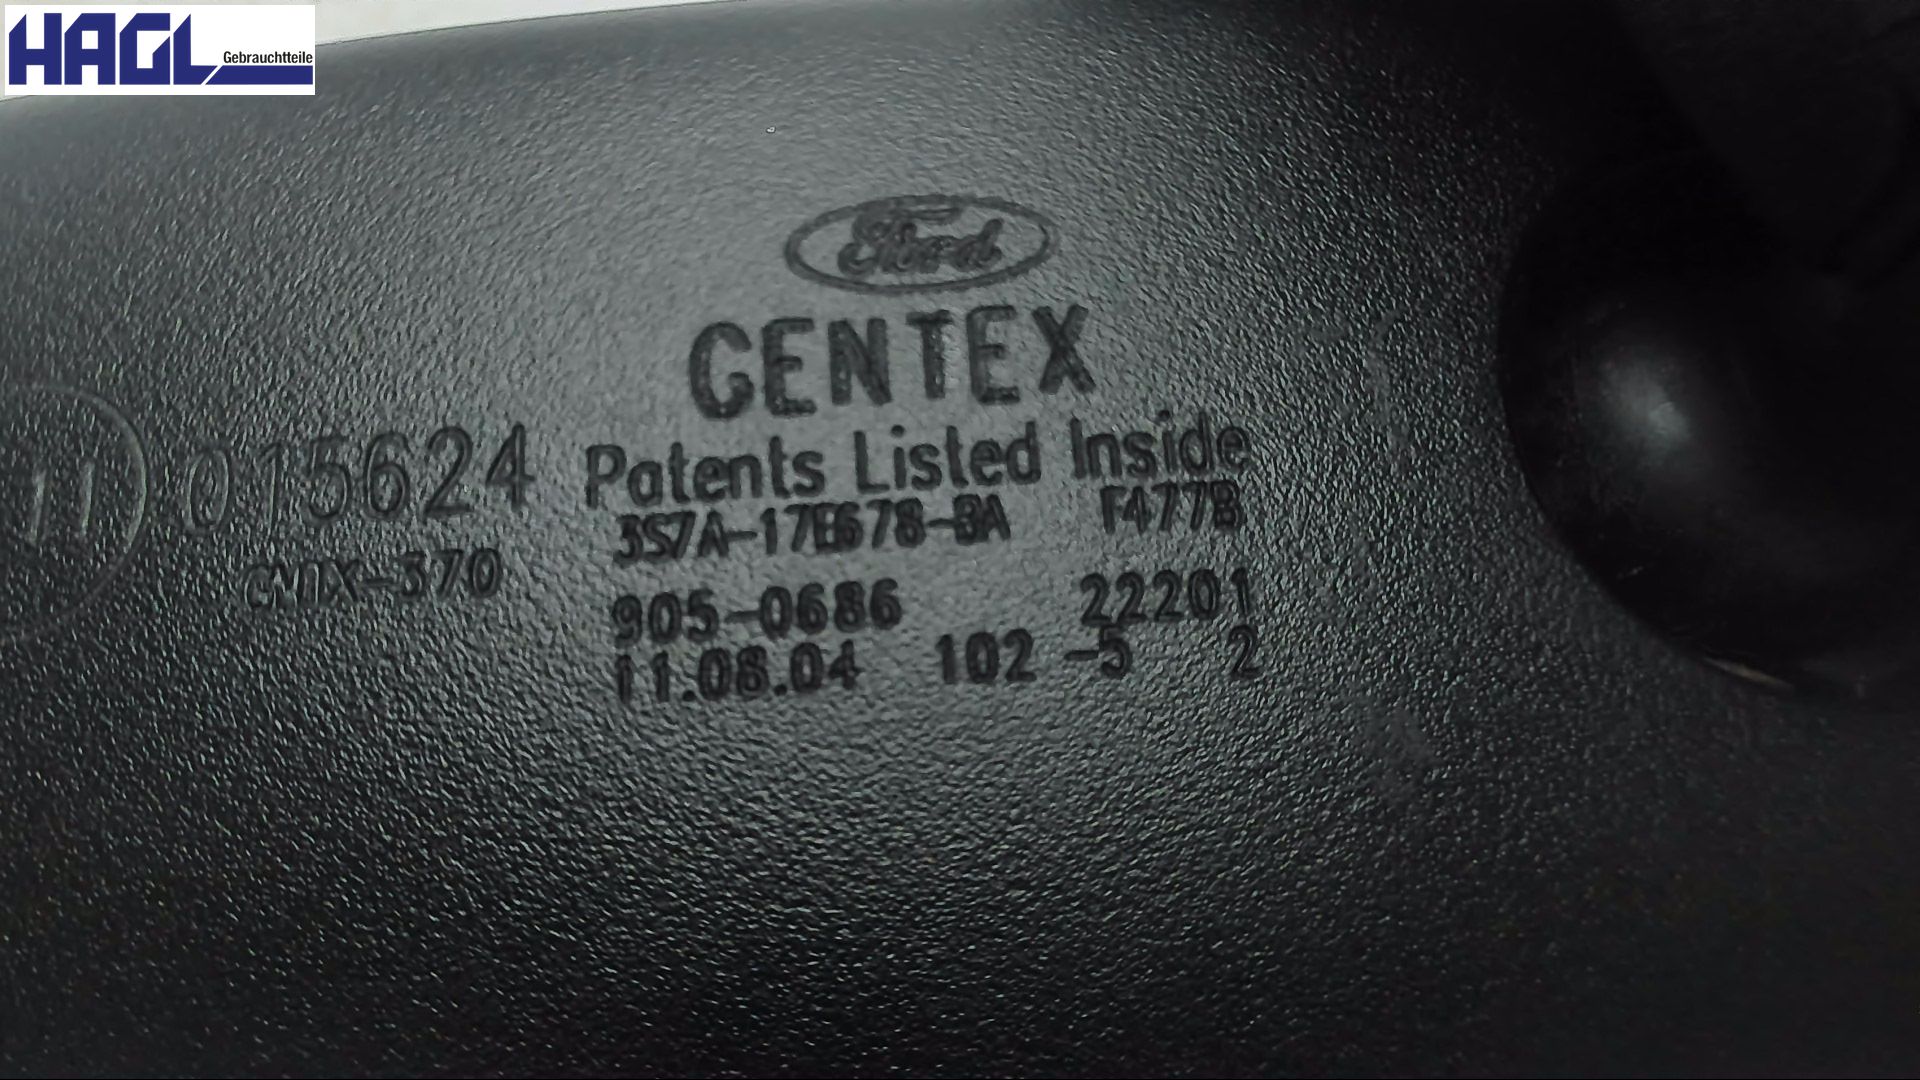 HAGL
Gebrauchtteile
Ford
GENTEX
Patents Listed Inside
3S7A-17E678-BA F477B
905-0686 22201
11.08.04 102 -5 2
11 015624